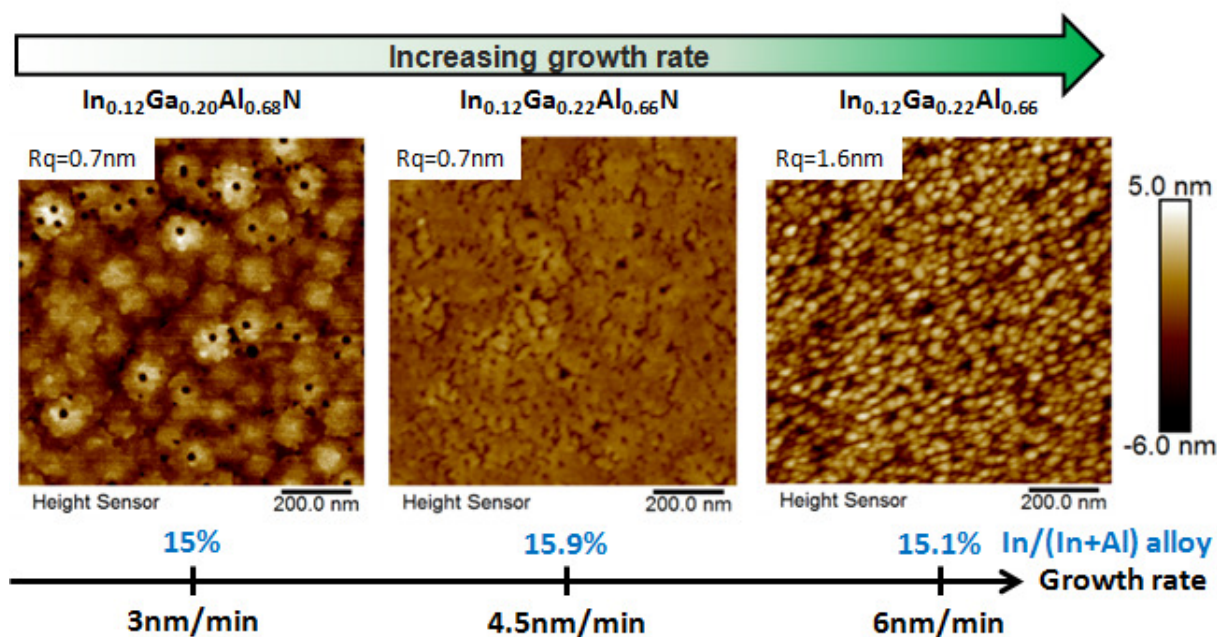 Increasing growth rate
In₀.₁₂Ga₀.₂₀Al₀.₆₈N
In₀.₁₂Ga₀.₂₂Al₀.₆₆N
In₀.₁₂Ga₀.₂₂Al₀.₆₆
Rq=0.7nm
Rq=0.7nm
Rq=1.6nm
5.0 nm
-6.0 nm
Height Sensor
200.0 nm
Height Sensor
200.0 nm
Height Sensor
200.0 nm
15%
15.9%
15.1%
In/(In+Al) alloy
Growth rate
3nm/min
4.5nm/min
6nm/min